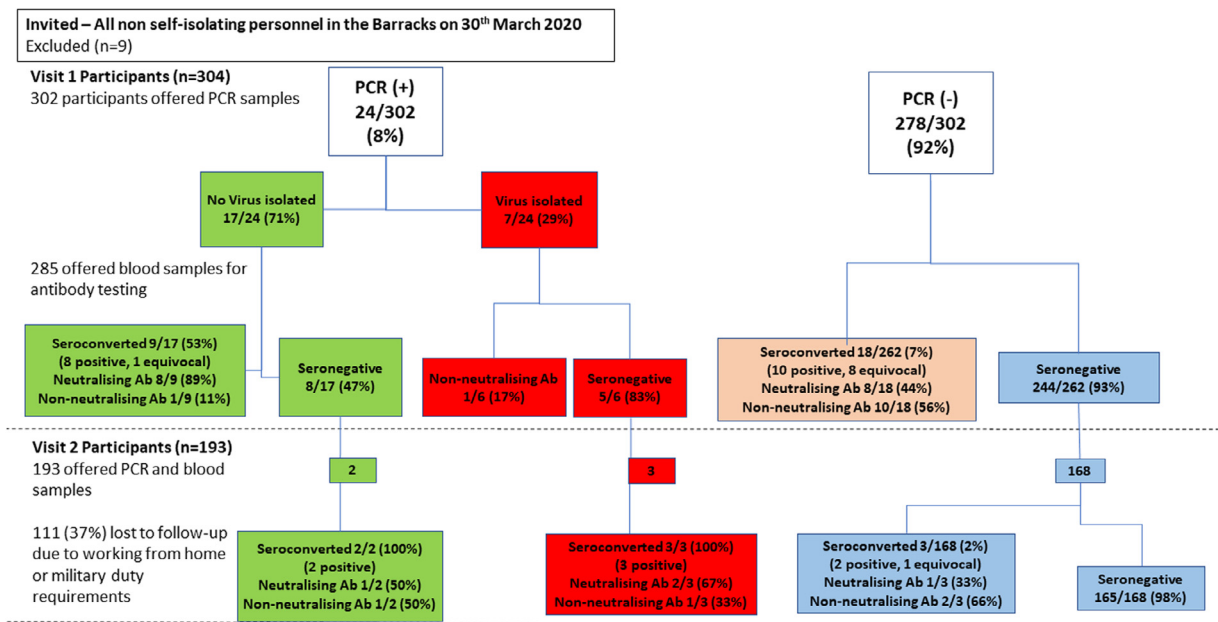 Invited – All non self-isolating personnel in the Barracks on 30th March 2020
Excluded (n=9)
Visit 1 Participants (n=304)
302 participants offered PCR samples
PCR (+)
24/302
(8%)
PCR (-)
278/302
(92%)
No Virus isolated
17/24 (71%)
Virus isolated
7/24 (29%)
285 offered blood samples for
antibody testing
Seroconverted 9/17 (53%)
(8 positive, 1 equivocal)
Neutralising Ab 8/9 (89%)
Non-neutralising Ab 1/9 (11%)
Seronegative
8/17 (47%)
Non-neutralising Ab
1/6 (17%)
Seronegative
5/6 (83%)
Seroconverted 18/262 (7%)
(10 positive, 8 equivocal)
Neutralising Ab 8/18 (44%)
Non-neutralising Ab 10/18 (56%)
Seronegative
244/262 (93%)
Visit 2 Participants (n=193)
193 offered PCR and blood
samples
2
3
168
111 (37%) lost to follow-up
due to working from home
or military duty
requirements
Seroconverted 2/2 (100%)
(2 positive)
Neutralising Ab 1/2 (50%)
Non-neutralising Ab 1/2 (50%)
Seroconverted 3/3 (100%)
(3 positive)
Neutralising Ab 2/3 (67%)
Non-neutralising Ab 1/3 (33%)
Seroconverted 3/168 (2%)
(2 positive, 1 equivocal)
Neutralising Ab 1/3 (33%)
Non-neutralising Ab 2/3 (66%)
Seronegative
165/168 (98%)